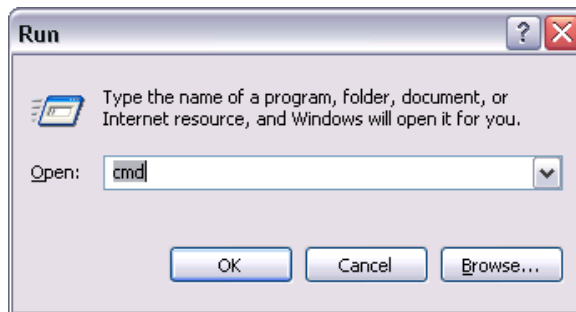 Run
?
Type the name of a program, folder, document, or
Internet resource, and Windows will open it for you.
Open: cmd
OK Cancel Browse...